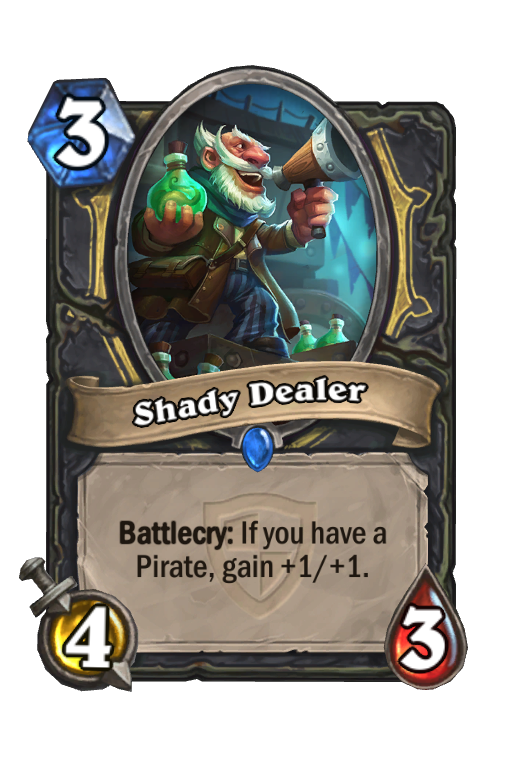 3
Shady Dealer
Battlecry: If you have a
Pirate, gain +1/+1.
4
3